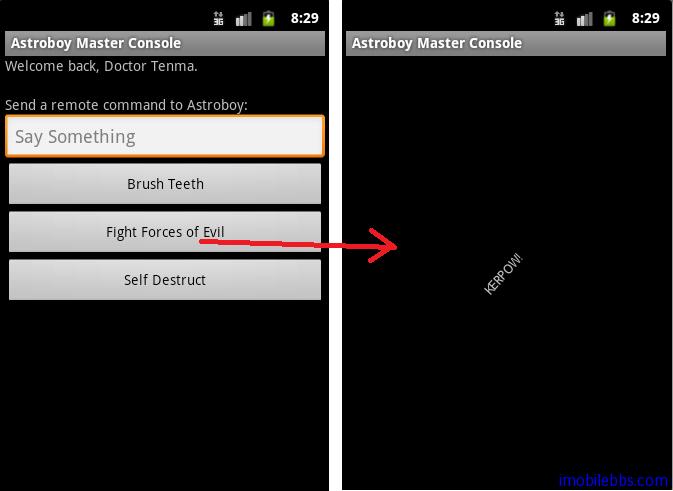 3G 8:29
Astroboy Master Console
Welcome back, Doctor Tenma.
Send a remote command to Astroboy:
Say Something
Brush Teeth
Fight Forces of Evil
Self Destruct
3G 8:29
Astroboy Master Console
KERPOW!
imobilebbs.com